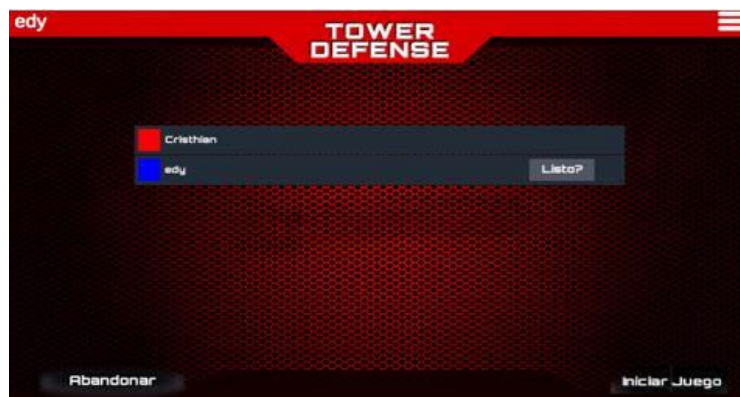 edy
TOWER
DEFENSE
Cristhian
edy Listo?
Abandonar Iniciar Juego